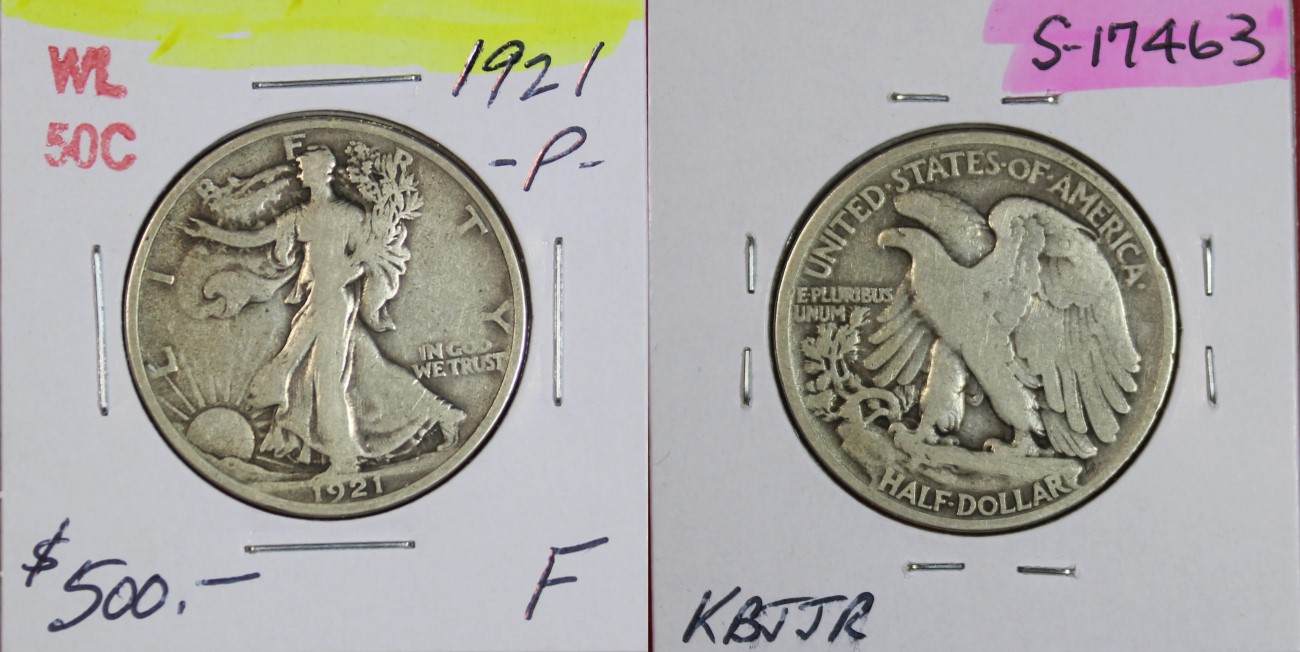 WL
50C
1921
-P-
LIBERTY
IN GOD
WE TRUST
1921
$500.-
F
S-17463
UNITED·STATES·OF·AMERICA·
E·PLURIBUS
UNUM
HALF·DOLLAR
KBJJR